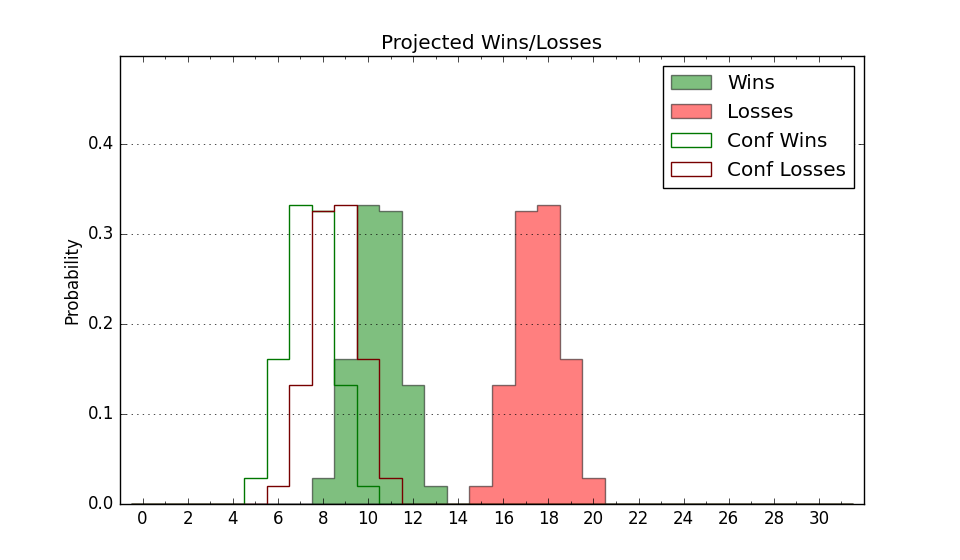 Projected Wins/Losses
Wins
Losses
Conf Wins
Conf Losses
Probability
0.4
0.3
0.2
0.1
0.0
0 2 4 6 8 10 12 14 16 18 20 22 24 26 28 30